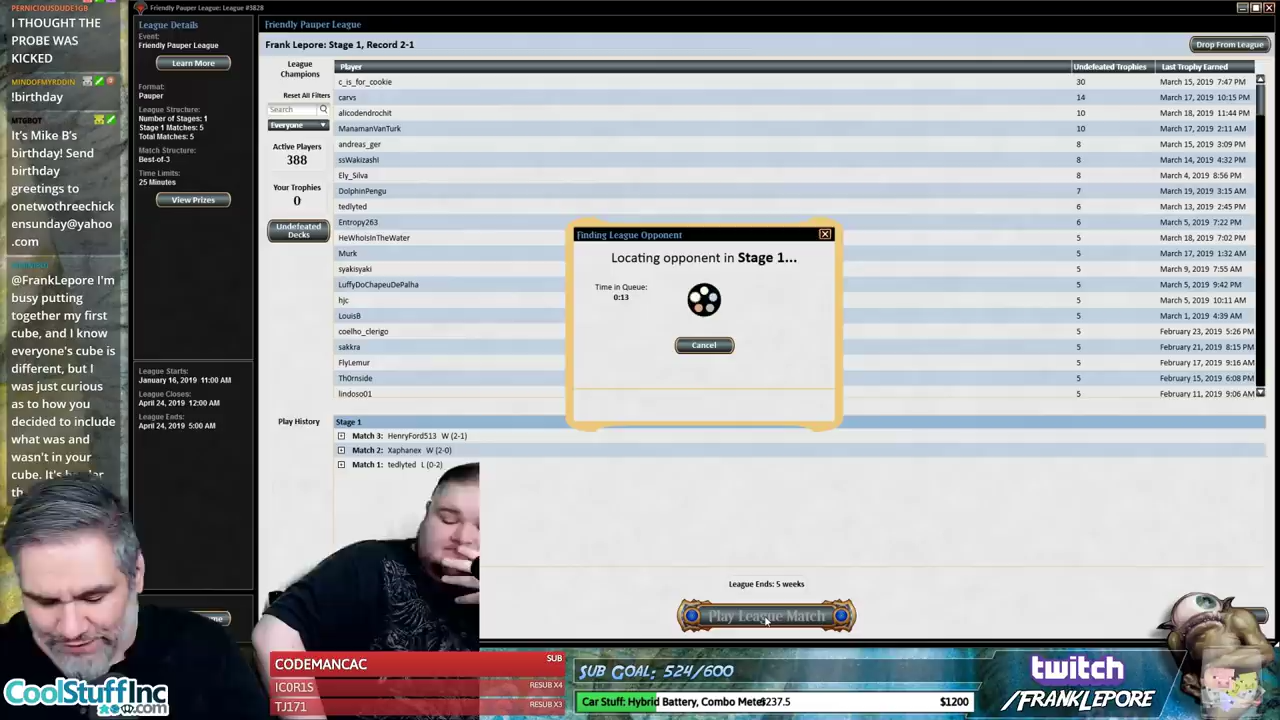 PERNICIOUSDUDE1GB
I THOUGHT THE
PROBE WAS
KICKED
MINDOFMYRDDIN
!birthday
MTGBOT
It's Mike B's
birthday! Send
birthday
greetings to
onetwothreechick
ensunday@yahoo
.com
@FrankLepore I'm
busy putting
together my first
cube, and I know
everyone's cube is
different, but I
was just curious
as to how you
decided to include
what was and
wasn't in your
cube. It's
Friendly Pauper League: League #3828
League Details
Event:
Friendly Pauper League
Learn More
Format:
Pauper
League Structure:
Number of Stages: 1
Stage 1 Matches: 5
Total Matches: 5
Match Structure:
Best-of-3
Time Limits:
25 Minutes
View Prizes
League Starts:
January 16, 2019 11:00 AM
League Closes:
April 24, 2019 12:00 AM
League Ends:
April 24, 2019 5:00 AM
Friendly Pauper League
Frank Lepore: Stage 1, Record 2-1
Drop From League
League
Champions
Reset All Filters
Search
Everyone
Active Players
388
Your Trophies
0
Undefeated
Decks
Player Undefeated Trophies Last Trophy Earned
c_is_for_cookie 30 March 15, 2019 7:47 PM
carvs 14 March 17, 2019 10:15 PM
alicodendrochit 10 March 18, 2019 11:44 PM
ManamanVanTurk 10 March 17, 2019 2:11 AM
andreas_ger 8 March 15, 2019 3:09 PM
ssWakizashI 8 March 14, 2019 4:32 PM
Ely_Silva 8 March 4, 2019 8:56 PM
DolphinPengu 7 March 19, 2019 3:15 AM
tedlyted 6 March 13, 2019 2:45 PM
Entropy263 6 March 5, 2019 7:22 PM
HeWhoIsInTheWater 5 March 18, 2019 7:02 PM
Murk 5 March 17, 2019 1:32 AM
syakisyaki 5 March 9, 2019 7:55 AM
LuffyDoChapeuDePalha 5 March 5, 2019 9:42 PM
hjc 5 March 5, 2019 10:11 AM
LouisB 5 March 1, 2019 4:39 AM
coelho_clerigo 5 February 23, 2019 5:26 PM
sakkra 5 February 21, 2019 8:15 PM
FlyLemur 5 February 17, 2019 9:16 AM
Th0rnside 5 February 15, 2019 6:08 PM
lindoso01 5 February 11, 2019 9:06 AM
Finding League Opponent
Locating opponent in Stage 1...
Time in Queue:
0:13
Cancel
Play History
Stage 1
Match 3: HenryFord513 W (2-1)
Match 2: Xaphanex W (2-0)
Match 1: tedlyted L (0-2)
League Ends: 5 weeks
Play League Match
CODEMANCAC SUB
IC0R1S RESUB X4
TJ171 RESUB X3
SUB GOAL: 524/600
Car Stuff: Hybrid Battery, Combo Mete $237.5 $1200
twitch
/FRANKLEPORE
CoolStuffInc
.com